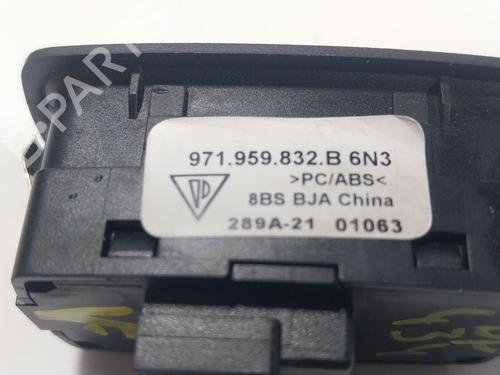 B-PARTS
971.959.832.B 6N3
>PC/ABS<
8BS BJA China
289A-21 01063